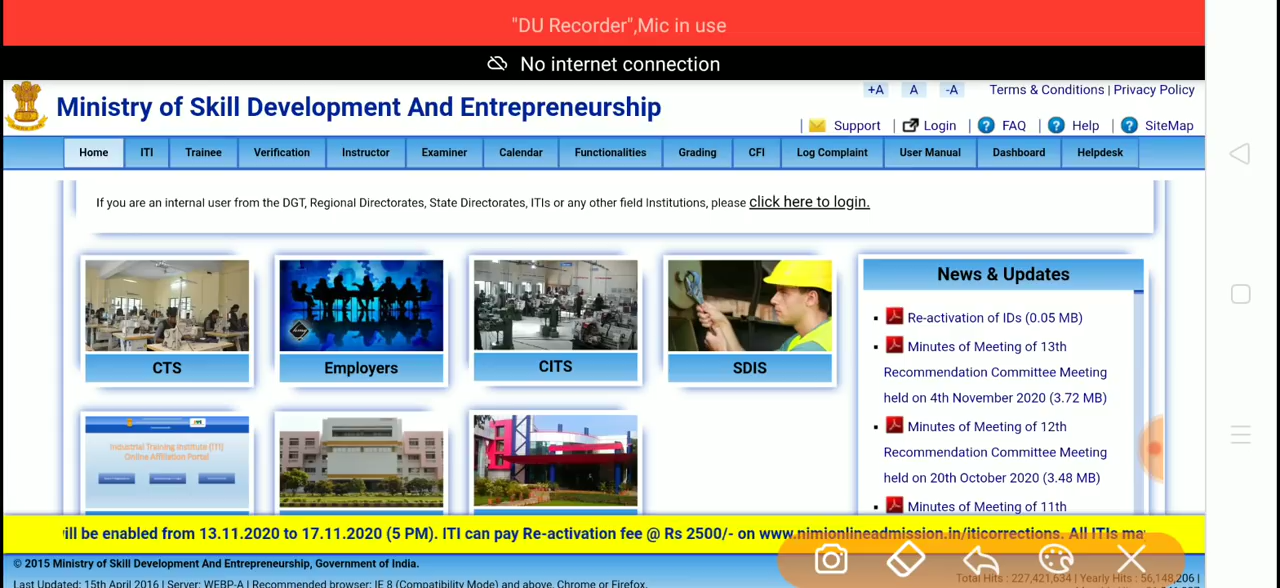 "DU Recorder",Mic in use
No internet connection
+A A -A Terms & Conditions | Privacy Policy
Ministry of Skill Development And Entrepreneurship
| Support | Login | FAQ | Help | SiteMap
Home ITI Trainee Verification Instructor Examiner Calendar Functionalities Grading CFI Log Complaint User Manual Dashboard Helpdesk
If you are an internal user from the DGT, Regional Directorates, State Directorates, ITIs or any other field Institutions, please click here to login.
CTS
Employers
CITS
SDIS
Industrial Training Institute (ITI)
Online Affiliation Portal
News & Updates
Re-activation of IDs (0.05 MB)
Minutes of Meeting of 13th
Recommendation Committee Meeting
held on 4th November 2020 (3.72 MB)
Minutes of Meeting of 12th
Recommendation Committee Meeting
held on 20th October 2020 (3.48 MB)
Minutes of Meeting of 11th
ill be enabled from 13.11.2020 to 17.11.2020 (5 PM). ITI can pay Re-activation fee @ Rs 2500/- on www.nimionlineadmission.in/iticorrections. All ITIs ma
© 2015 Ministry of Skill Development And Entrepreneurship, Government of India.
Last Updated: 15th April 2016 | Server: WEBP-A | Recommended browser: IE 8 (Compatibility Mode) and above, Chrome or Firefox.
Total Hits : 227,421,634 | Yearly Hits : 56,148,206 |